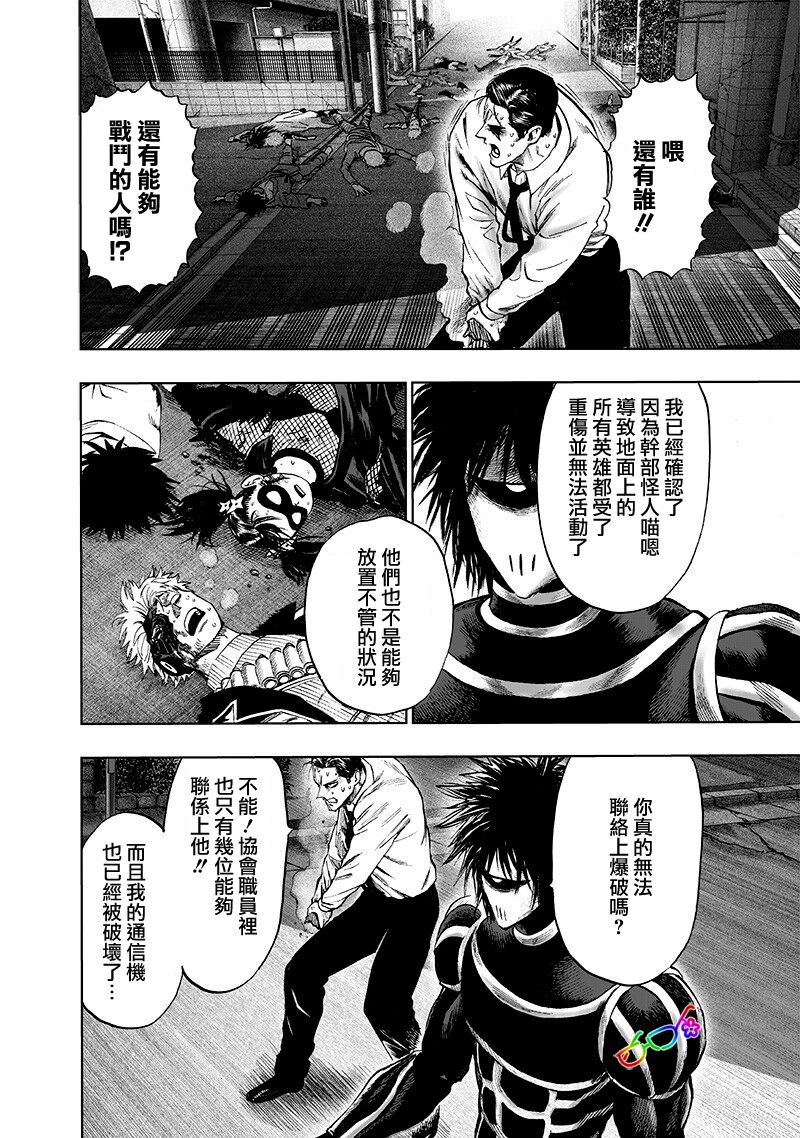 喂
還有誰!!
還有能夠
戰鬥的人嗎!?
我已經確認了
因為幹部怪人喵嗯
導致地面上的
所有英雄都受了
重傷並無法活動了
他們也不是能夠
放置不管的狀況
你真的無法
聯絡上爆破嗎?
不能!協會職員裡
也只有幾位能夠
聯係上他!!
而且我的通信機
也已經被破壞了…